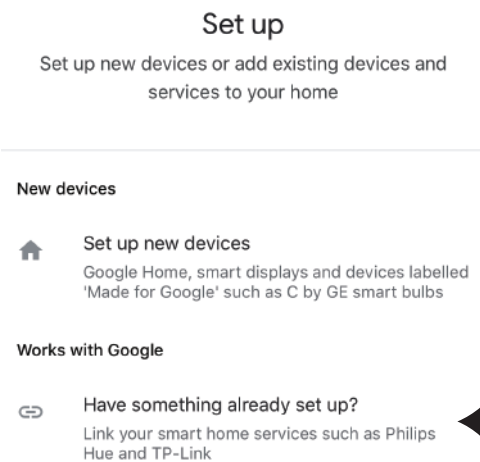 Set up
Set up new devices or add existing devices and
services to your home
New devices
Set up new devices
Google Home, smart displays and devices labelled
'Made for Google' such as C by GE smart bulbs
Works with Google
Have something already set up?
Link your smart home services such as Philips
Hue and TP-Link